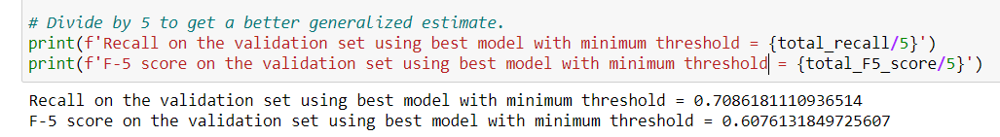 # Divide by 5 to get a better generalized estimate.
print(f'Recall on the validation set using best model with minimum threshold = {total_recall/5}')
print(f'F-5 score on the validation set using best model with minimum threshold = {total_F5_score/5}')
Recall on the validation set using best model with minimum threshold = 0.7086181110936514
F-5 score on the validation set using best model with minimum threshold = 0.6076131849725607